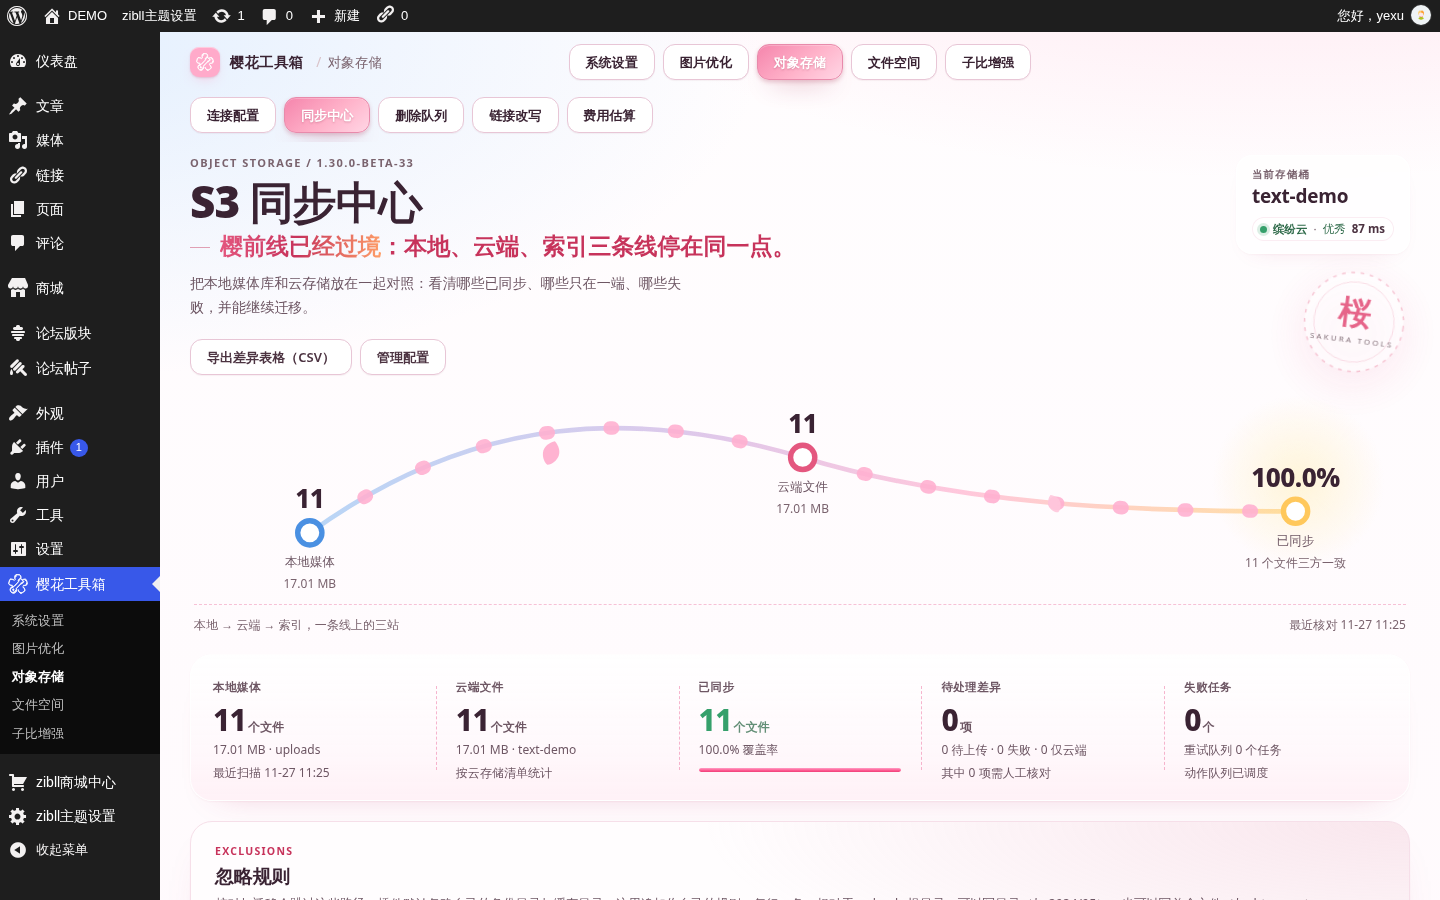 DEMO
zibll主题设置
1
0
新建
0
您好，yexu
仪表盘
文章
媒体
链接
页面
评论
商城
论坛版块
论坛帖子
外观
插件 1
用户
工具
设置
樱花工具箱
系统设置
图片优化
对象存储
文件空间
子比增强
zibll商城中心
zibll主题设置
收起菜单
樱花工具箱 / 对象存储
系统设置
图片优化
对象存储
文件空间
子比增强
连接配置
同步中心
删除队列
链接改写
费用估算
OBJECT STORAGE / 1.30.0-BETA-33
S3 同步中心
— 樱前线已经过境：本地、云端、索引三条线停在同一点。
把本地媒体库和云存储放在一起对照：看清哪些已同步、哪些只在一端、哪些失
败，并能继续迁移。
导出差异表格（CSV）
管理配置
当前存储桶
text-demo
缤纷云 · 优秀 87 ms
桜
SAKURA TOOLS
11
本地媒体
17.01 MB
11
云端文件
17.01 MB
100.0%
已同步
11 个文件三方一致
本地 → 云端 → 索引，一条线上的三站
最近核对 11-27 11:25
本地媒体
11个文件
17.01 MB · uploads
最近扫描 11-27 11:25
云端文件
11个文件
17.01 MB · text-demo
按云存储清单统计
已同步
11个文件
100.0% 覆盖率
待处理差异
0项
0 待上传 · 0 失败 · 0 仅云端
其中 0 项需人工核对
失败任务
0个
重试队列 0 个任务
动作队列已调度
EXCLUSIONS
忽略规则